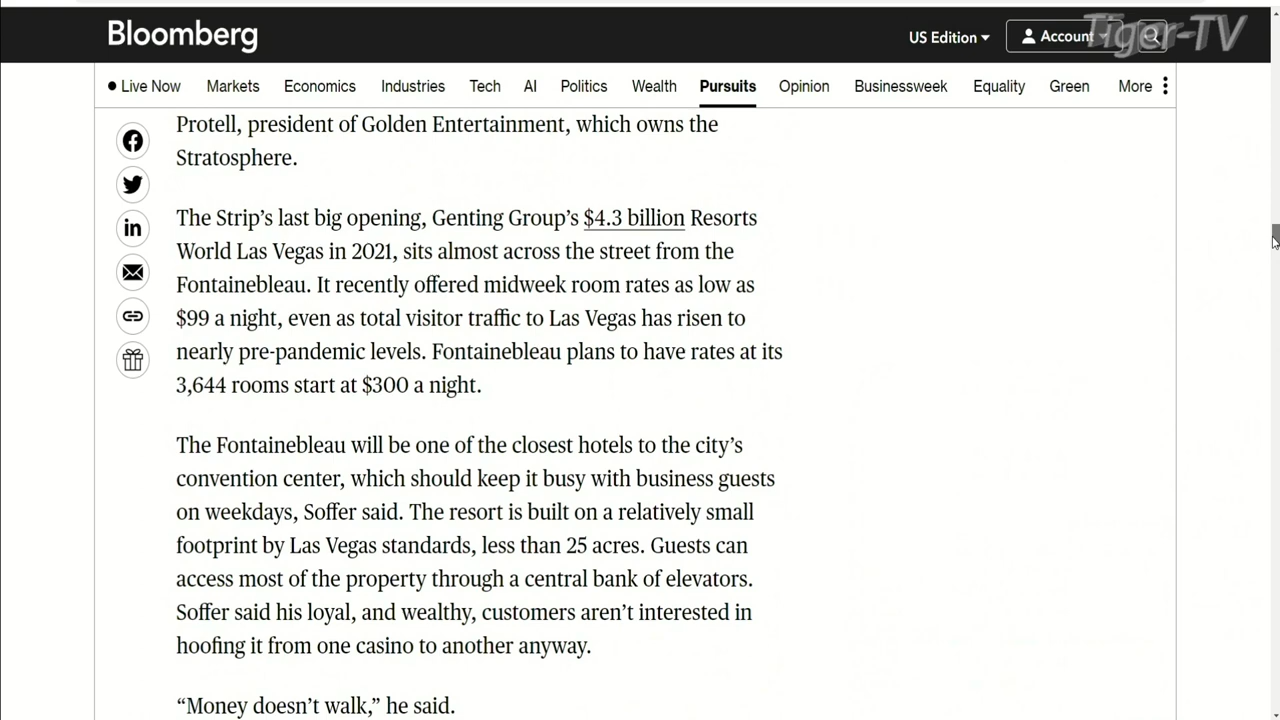 Bloomberg
US Edition
Account
Tiger-TV
Live Now Markets Economics Industries Tech AI Politics Wealth Pursuits Opinion Businessweek Equality Green More
Protell, president of Golden Entertainment, which owns the
Stratosphere.
The Strip’s last big opening, Genting Group’s $4.3 billion Resorts
World Las Vegas in 2021, sits almost across the street from the
Fontainebleau. It recently offered midweek room rates as low as
$99 a night, even as total visitor traffic to Las Vegas has risen to
nearly pre-pandemic levels. Fontainebleau plans to have rates at its
3,644 rooms start at $300 a night.
The Fontainebleau will be one of the closest hotels to the city’s
convention center, which should keep it busy with business guests
on weekdays, Soffer said. The resort is built on a relatively small
footprint by Las Vegas standards, less than 25 acres. Guests can
access most of the property through a central bank of elevators.
Soffer said his loyal, and wealthy, customers aren’t interested in
hoofing it from one casino to another anyway.
“Money doesn’t walk,” he said.